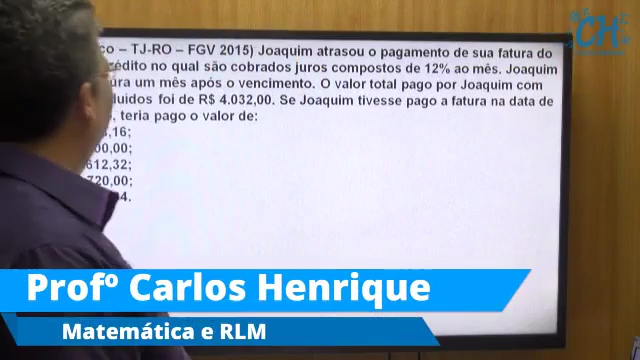 CH
co – TJ-RO – FGV 2015) Joaquim atrasou o pagamento de sua fatura do
rédito no qual são cobrados juros compostos de 12% ao mês. Joaquim
ura um mês após o vencimento. O valor total pago por Joaquim com
luidos foi de R$ 4.032,00. Se Joaquim tivesse pago a fatura na data de
, teria pago o valor de:
,16;
00,00;
612,32;
720,00;
4.
Profº Carlos Henrique
Matemática e RLM